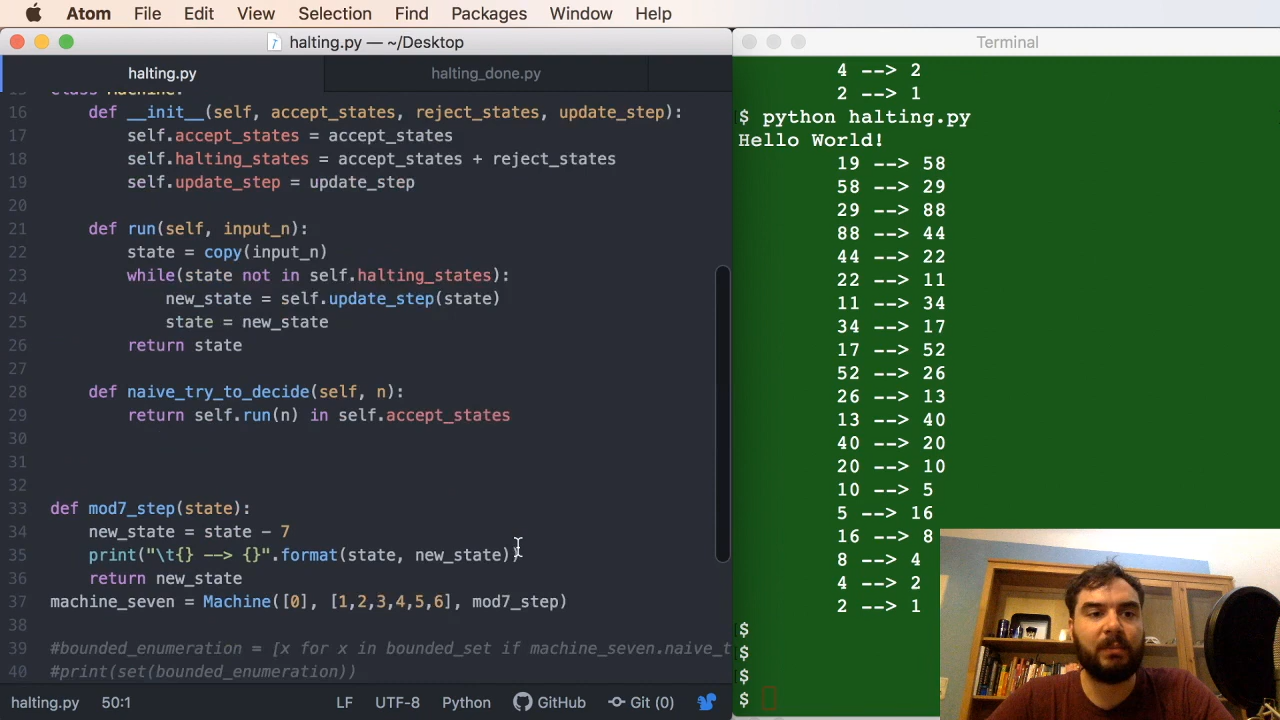 Atom File Edit View Selection Find Packages Window Help
halting.py — ~/Desktop
halting.py halting_done.py
16 def __init__(self, accept_states, reject_states, update_step):
17 self.accept_states = accept_states
18 self.halting_states = accept_states + reject_states
19 self.update_step = update_step
20
21 def run(self, input_n):
22 state = copy(input_n)
23 while(state not in self.halting_states):
24 new_state = self.update_step(state)
25 state = new_state
26 return state
27
28 def naive_try_to_decide(self, n):
29 return self.run(n) in self.accept_states
30
31
32
33 def mod7_step(state):
34 new_state = state - 7
35 print("\t{} --> {}".format(state, new_state))
36 return new_state
37 machine_seven = Machine([0], [1,2,3,4,5,6], mod7_step)
38
39 #bounded_enumeration = [x for x in bounded_set if machine_seven.naive_t
40 #print(set(bounded_enumeration))
halting.py 50:1 LF UTF-8 Python GitHub Git (0)
Terminal
4 --> 2
2 --> 1
$ python halting.py
Hello World!
19 --> 58
58 --> 29
29 --> 88
88 --> 44
44 --> 22
22 --> 11
11 --> 34
34 --> 17
17 --> 52
52 --> 26
26 --> 13
13 --> 40
40 --> 20
20 --> 10
10 --> 5
5 --> 16
16 --> 8
8 --> 4
4 --> 2
2 --> 1
$
$
$
$